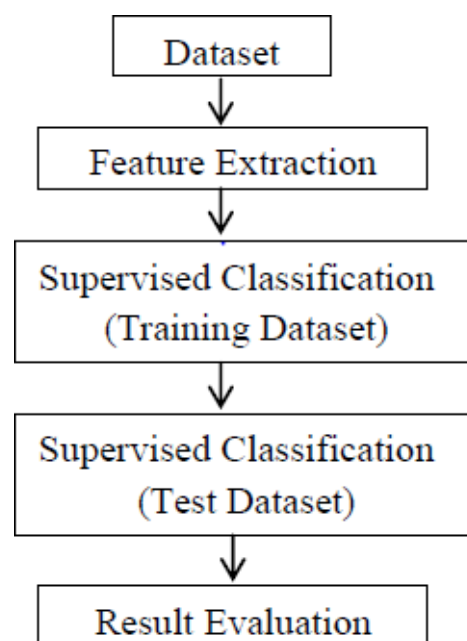 Dataset
Feature Extraction
Supervised Classification
(Training Dataset)
Supervised Classification
(Test Dataset)
Result Evaluation